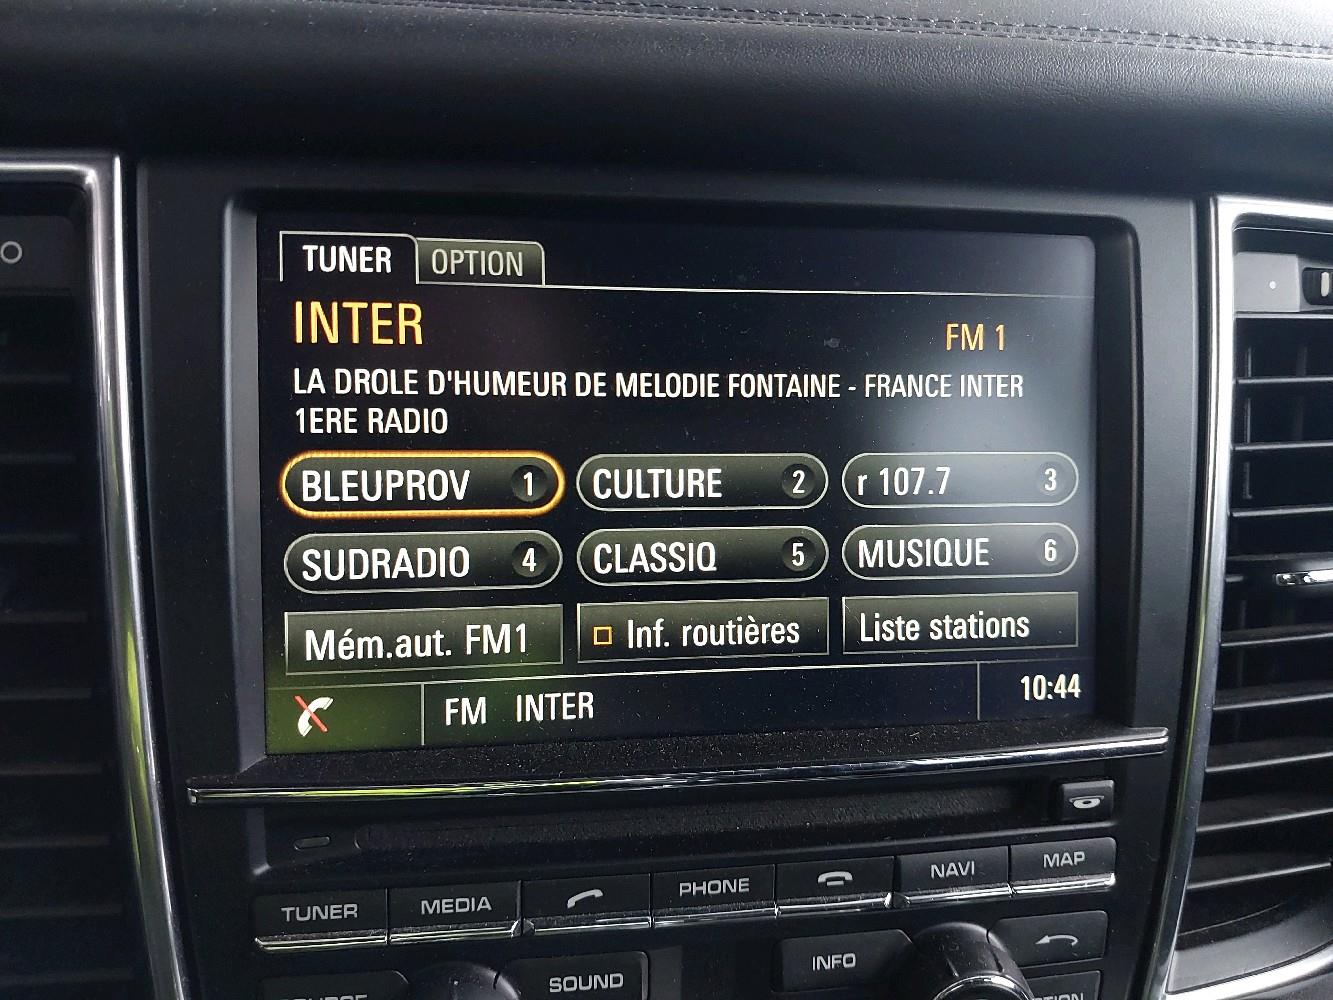 TUNER OPTION
INTER
FM 1
LA DROLE D'HUMEUR DE MELODIE FONTAINE - FRANCE INTER
1ERE RADIO
BLEUPROV 1 CULTURE 2 r 107.7 3
SUDRADIO 4 CLASSIQ 5 MUSIQUE 6
Mém.aut. FM1 Inf. routières Liste stations
FM INTER 10:44
TUNER MEDIA PHONE NAVI MAP
SOUND INFO